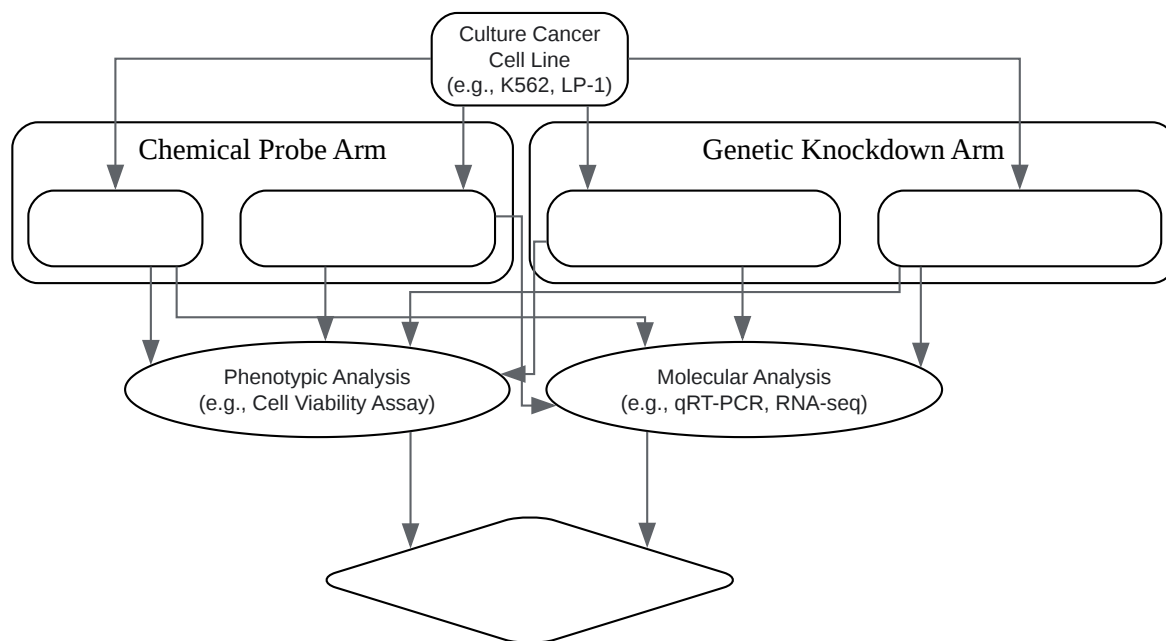 Culture Cancer
Cell Line
(e.g., K562, LP-1)
Chemical Probe Arm
Genetic Knockdown Arm
Phenotypic Analysis
(e.g., Cell Viability Assay)
Molecular Analysis
(e.g., qRT-PCR, RNA-seq)